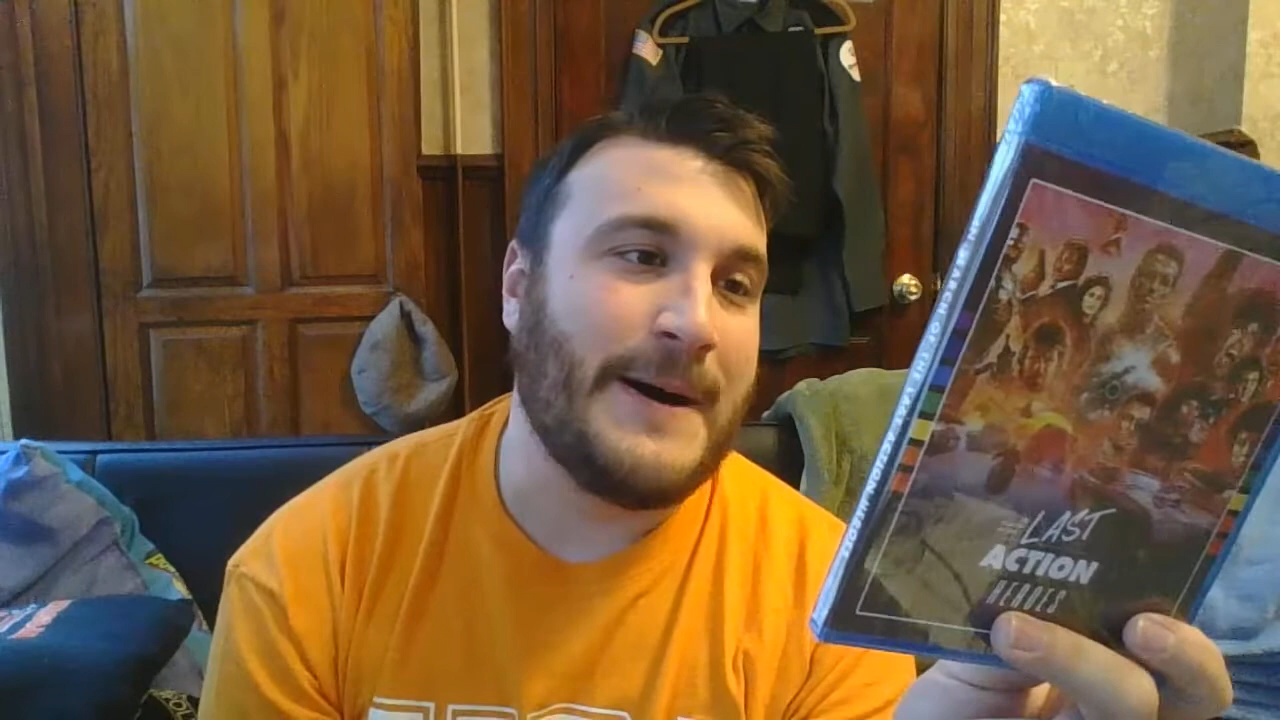 IN SEARCH OF THE LAST ACTION HEROES
LAST
ACTION
HEROES